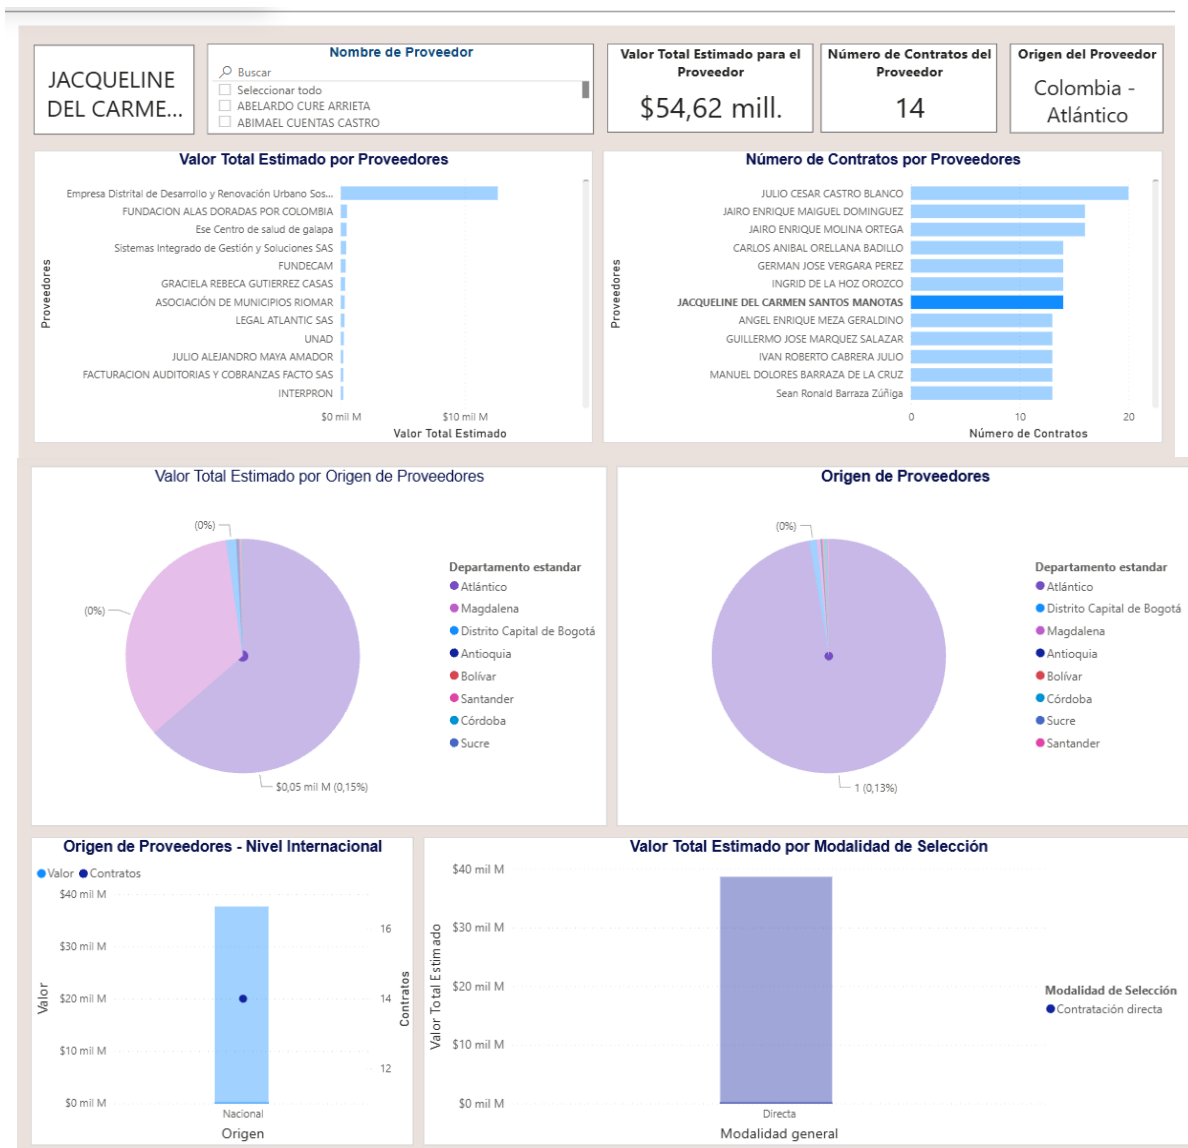 JACQUELINE
DEL CARME...
Nombre de Proveedor
Buscar
Seleccionar todo
ABELARDO CURE ARRIETA
ABIMAEL CUENTAS CASTRO
Valor Total Estimado para el
Proveedor
$54,62 mill.
Número de Contratos del
Proveedor
14
Origen del Proveedor
Colombia -
Atlántico
Valor Total Estimado por Proveedores
Proveedores
Empresa Distrital de Desarrollo y Renovación Urbano Sos...
FUNDACION ALAS DORADAS POR COLOMBIA
Ese Centro de salud de galapa
Sistemas Integrado de Gestión y Soluciones SAS
FUNDECAM
GRACIELA REBECA GUTIERREZ CASAS
ASOCIACIÓN DE MUNICIPIOS RIOMAR
LEGAL ATLANTIC SAS
UNAD
JULIO ALEJANDRO MAYA AMADOR
FACTURACION AUDITORIAS Y COBRANZAS FACTO SAS
INTERPRON
$0 mil M
$10 mil M
Valor Total Estimado
Número de Contratos por Proveedores
Proveedores
JULIO CESAR CASTRO BLANCO
JAIRO ENRIQUE MAIGUEL DOMINGUEZ
JAIRO ENRIQUE MOLINA ORTEGA
CARLOS ANIBAL ORELLANA BADILLO
GERMAN JOSE VERGARA PEREZ
INGRID DE LA HOZ OROZCO
JACQUELINE DEL CARMEN SANTOS MANOTAS
ANGEL ENRIQUE MEZA GERALDINO
GUILLERMO JOSE MARQUEZ SALAZAR
IVAN ROBERTO CABRERA JULIO
MANUEL DOLORES BARRAZA DE LA CRUZ
Sean Ronald Barraza Zúñiga
0
10
20
Número de Contratos
Valor Total Estimado por Origen de Proveedores
(0%)
(0%)
$0,05 mil M (0,15%)
Departamento estandar
Atlántico
Magdalena
Distrito Capital de Bogotá
Antioquia
Bolívar
Santander
Córdoba
Sucre
Origen de Proveedores
(0%)
1 (0,13%)
Departamento estandar
Atlántico
Distrito Capital de Bogotá
Magdalena
Antioquia
Bolívar
Córdoba
Sucre
Santander
Origen de Proveedores - Nivel Internacional
Valor
Contratos
$40 mil M
$30 mil M
$20 mil M
$10 mil M
$0 mil M
Valor
16
14
12
Contratos
Nacional
Origen
Valor Total Estimado por Modalidad de Selección
$40 mil M
$30 mil M
$20 mil M
$10 mil M
$0 mil M
Valor Total Estimado
Directa
Modalidad general
Modalidad de Selección
Contratación directa